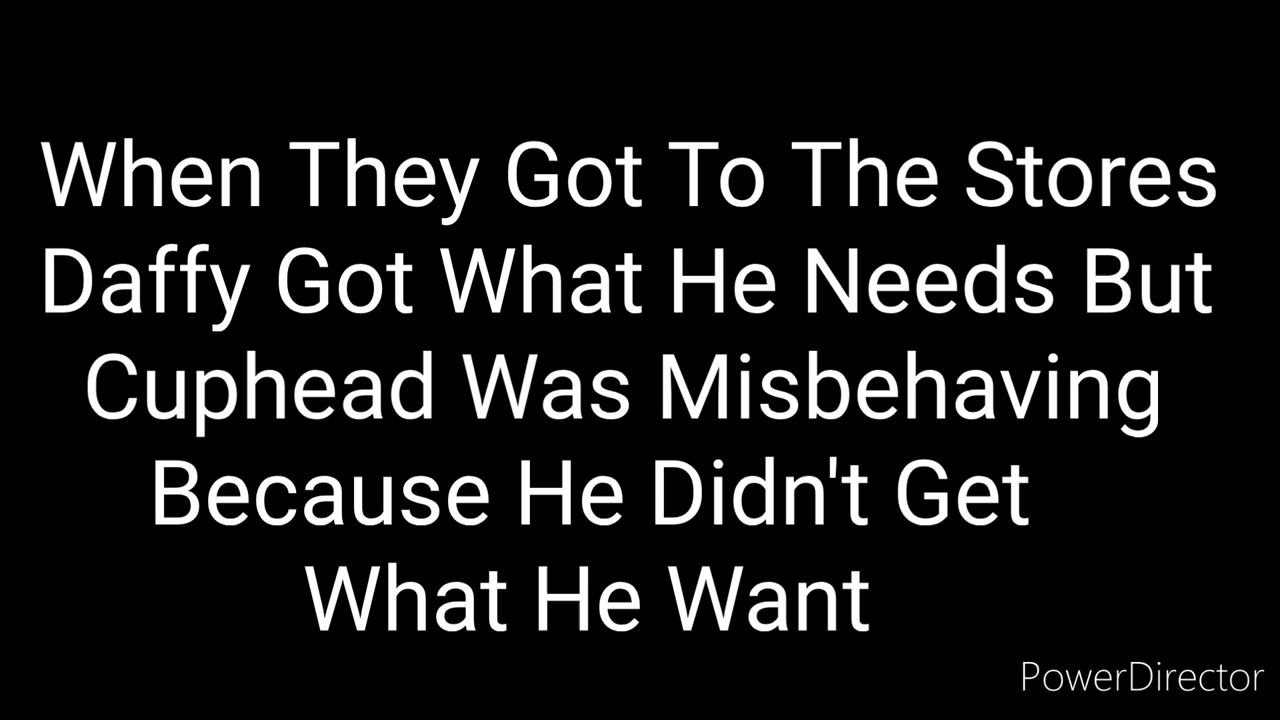 When They Got To The Stores
Daffy Got What He Needs But
Cuphead Was Misbehaving
Because He Didn't Get
What He Want
PowerDirector